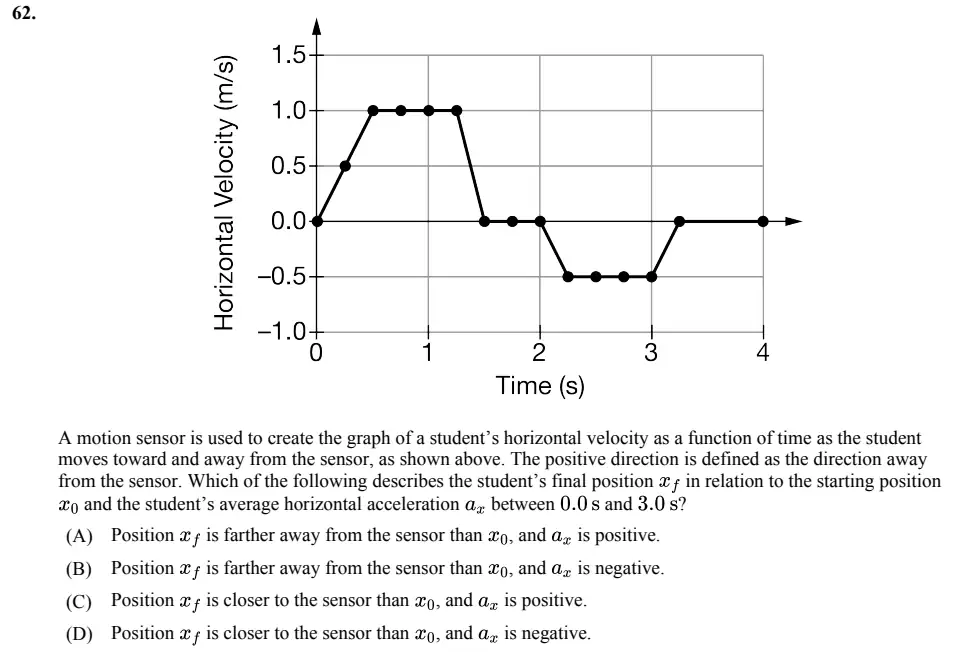 62.
Horizontal Velocity (m/s)
1.5
1.0
0.5
0.0
−0.5
−1.0
0 1 2 3 4
Time (s)
A motion sensor is used to create the graph of a student’s horizontal velocity as a function of time as the student
moves toward and away from the sensor, as shown above. The positive direction is defined as the direction away
from the sensor. Which of the following describes the student’s final position x_f in relation to the starting position
x_0 and the student’s average horizontal acceleration a_x between 0.0 s and 3.0 s?
(A) Position x_f is farther away from the sensor than x_0, and a_x is positive.
(B) Position x_f is farther away from the sensor than x_0, and a_x is negative.
(C) Position x_f is closer to the sensor than x_0, and a_x is positive.
(D) Position x_f is closer to the sensor than x_0, and a_x is negative.